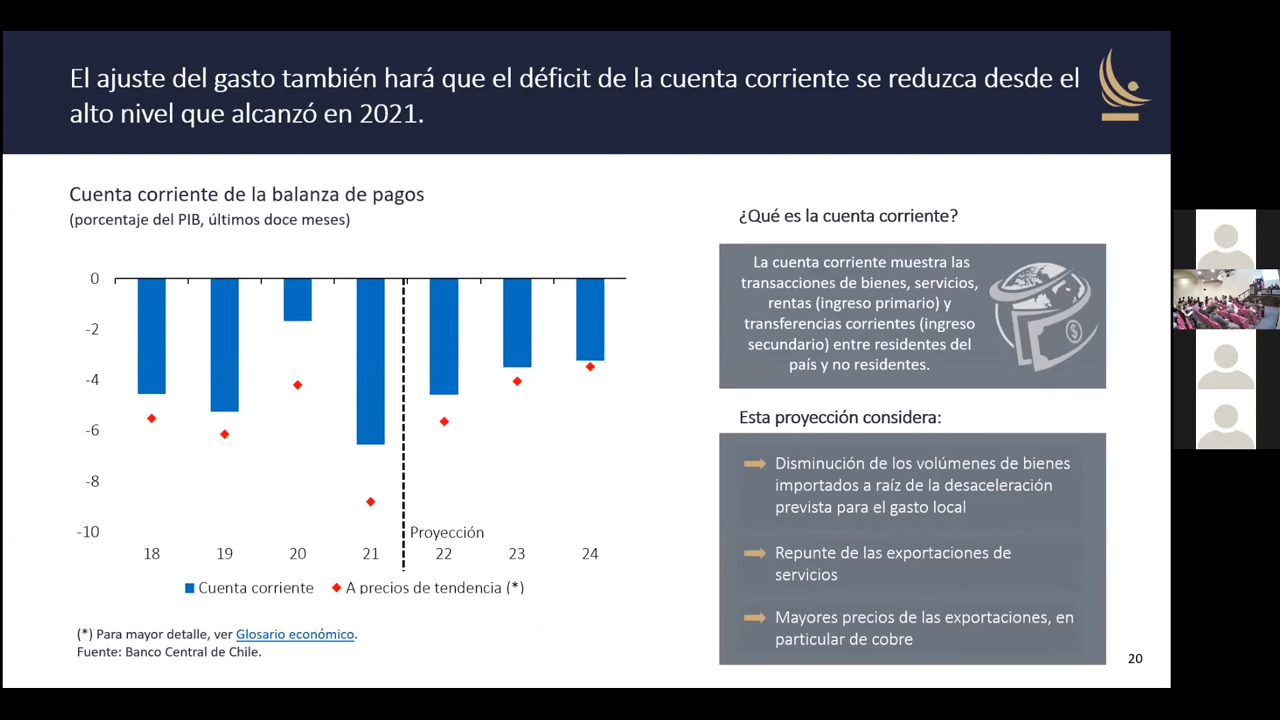 El ajuste del gasto también hará que el déficit de la cuenta corriente se reduzca desde el
alto nivel que alcanzó en 2021.
Cuenta corriente de la balanza de pagos
(porcentaje del PIB, últimos doce meses)
0
-2
-4
-6
-8
-10
Proyección
18 19 20 21 22 23 24
Cuenta corriente A precios de tendencia (*)
(*) Para mayor detalle, ver Glosario económico.
Fuente: Banco Central de Chile.
¿Qué es la cuenta corriente?
La cuenta corriente muestra las
transacciones de bienes, servicios,
rentas (ingreso primario) y
transferencias corrientes (ingreso
secundario) entre residentes del
país y no residentes.
$
Esta proyección considera:
Disminución de los volúmenes de bienes
importados a raíz de la desaceleración
prevista para el gasto local
Repunte de las exportaciones de
servicios
Mayores precios de las exportaciones, en
particular de cobre
20